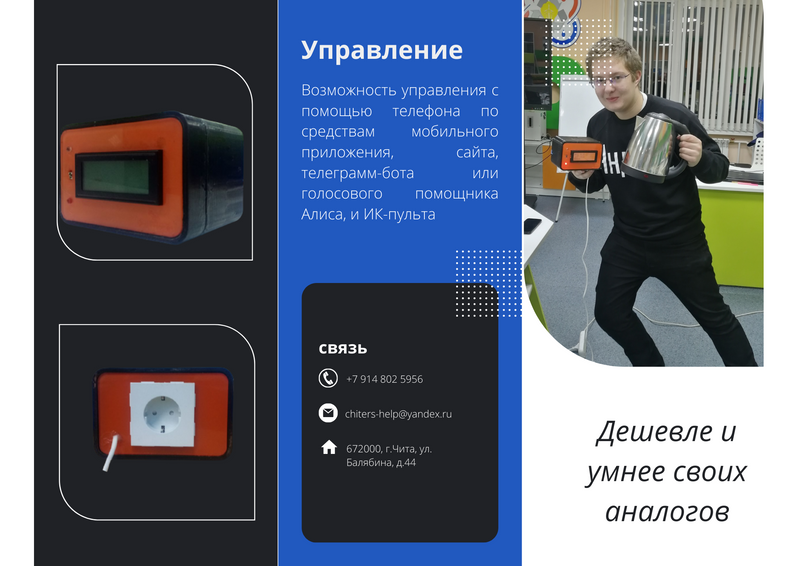 Управление
Возможность управления с
помощью телефона по
средствам мобильного
приложения, сайта,
телеграмм-бота или
голосового помощника
Алиса, и ИК-пульта
связь
+7 914 802 5956
chiters-help@yandex.ru
672000, г.Чита, ул.
Балябина, д.44
Дешевле и
умнее своих
аналогов